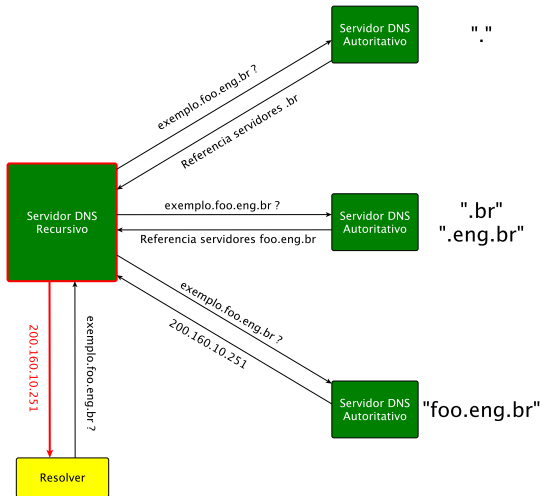 Servidor DNS
Autoritativo
"."
exemplo.foo.eng.br ?
Referencia servidores .br
Servidor DNS
Recursivo
exemplo.foo.eng.br ?
Referencia servidores foo.eng.br
Servidor DNS
Autoritativo
".br"
".eng.br"
exemplo.foo.eng.br ?
200.160.10.251
Servidor DNS
Autoritativo
"foo.eng.br"
200.160.10.251
exemplo.foo.eng.br ?
Resolver